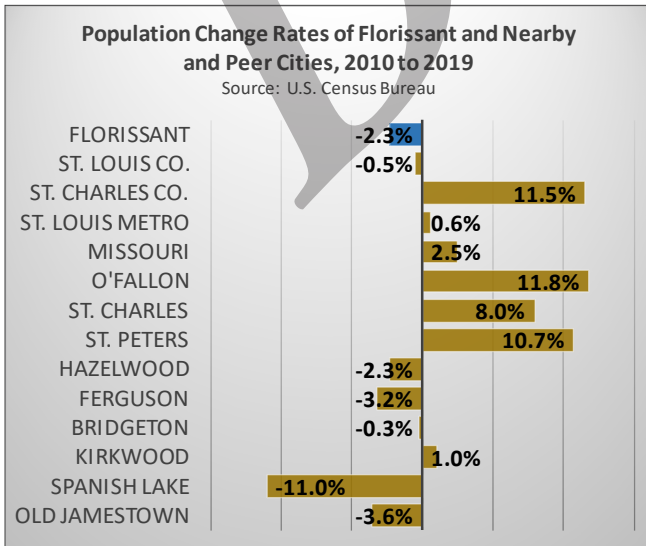 Population Change Rates of Florissant and Nearby
and Peer Cities, 2010 to 2019
Source: U.S. Census Bureau
FLORISSANT -2.3%
ST. LOUIS CO. -0.5%
ST. CHARLES CO. 11.5%
ST. LOUIS METRO 0.6%
MISSOURI 2.5%
O'FALLON 11.8%
ST. CHARLES 8.0%
ST. PETERS 10.7%
HAZELWOOD -2.3%
FERGUSON -3.2%
BRIDGETON -0.3%
KIRKWOOD 1.0%
SPANISH LAKE -11.0%
OLD JAMESTOWN -3.6%